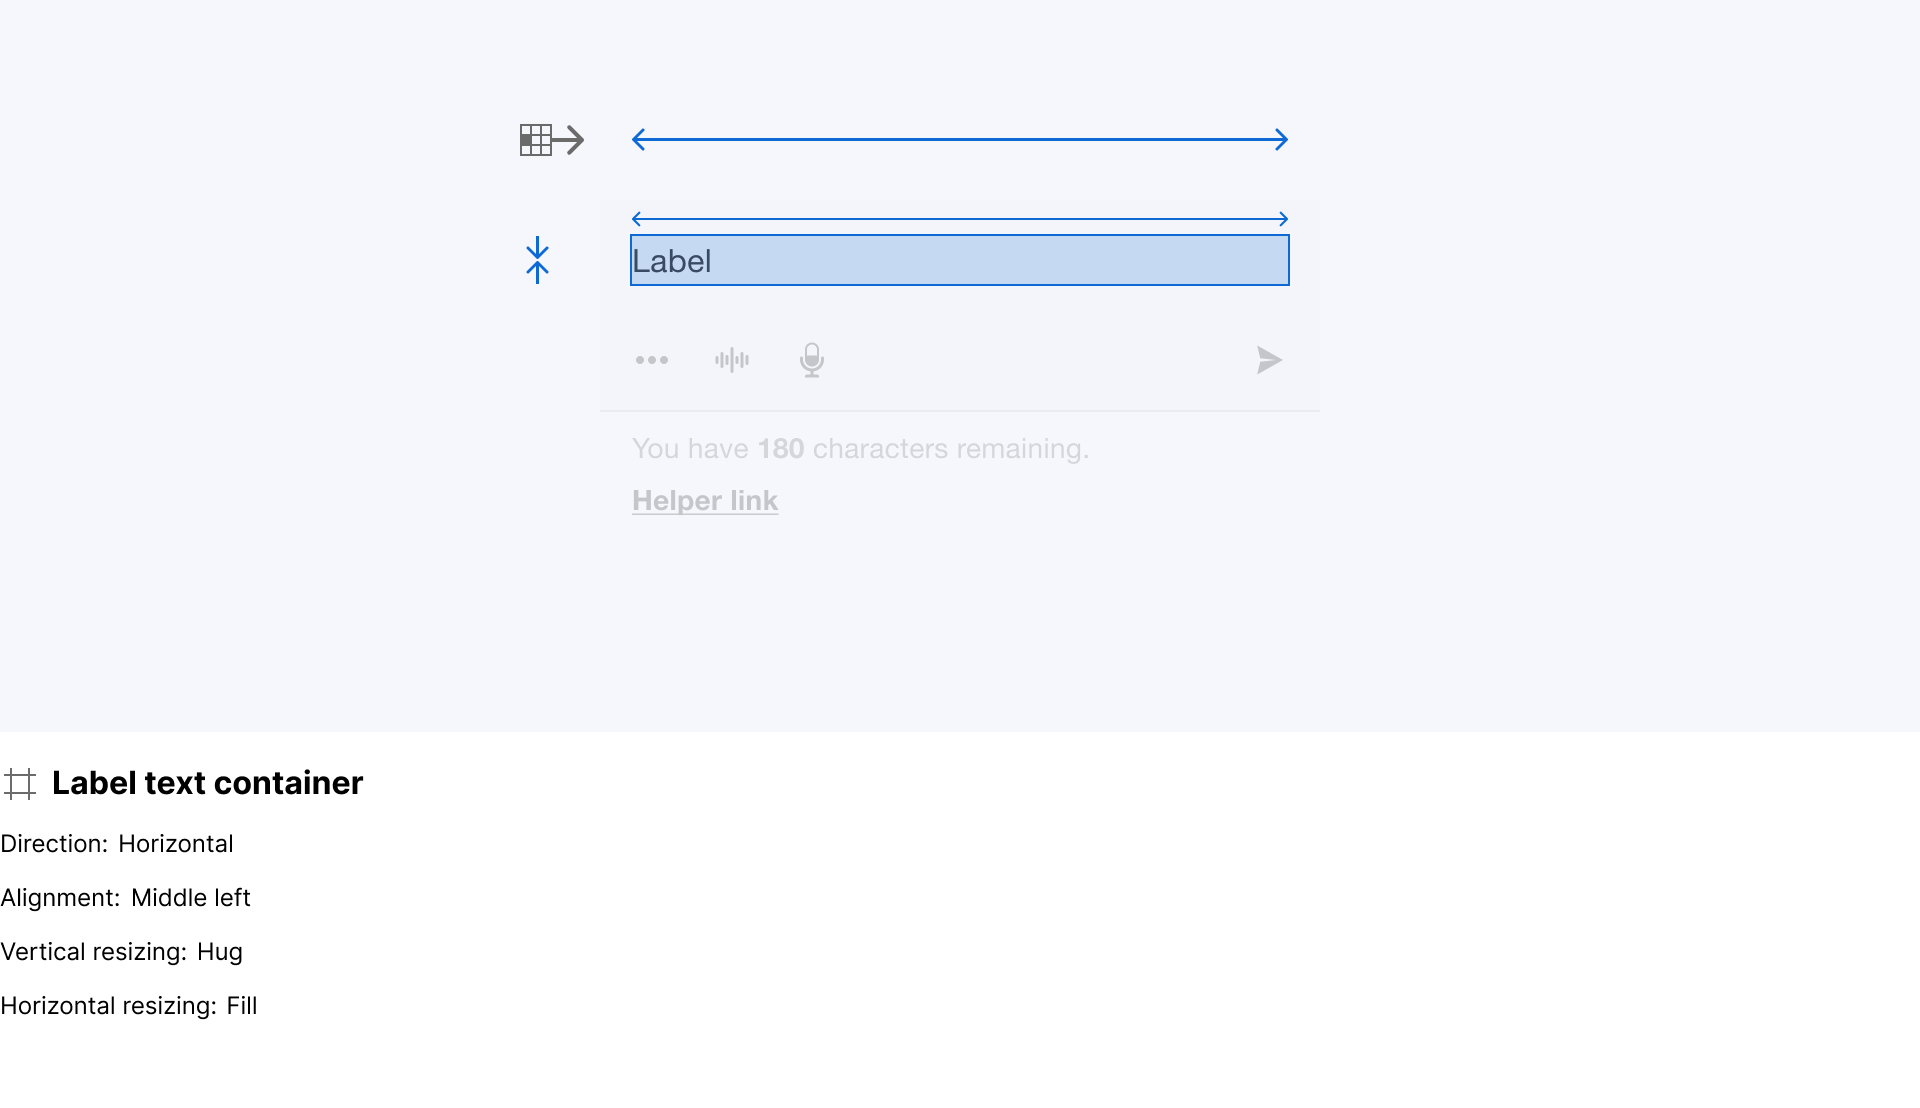 Label
You have 180 characters remaining.
Helper link
Label text container
Direction: Horizontal
Alignment: Middle left
Vertical resizing: Hug
Horizontal resizing: Fill